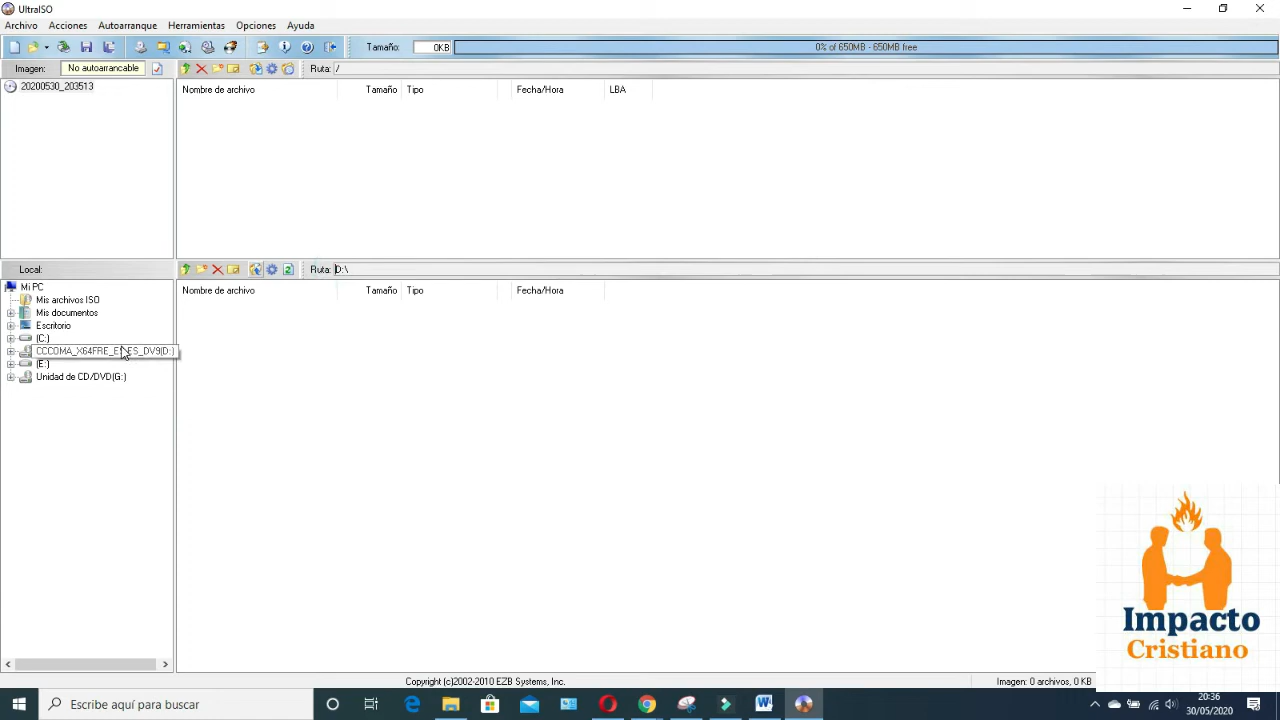 UltraISO
Archivo Acciones Autoarranque Herramientas Opciones Ayuda
Tamaño: 0KB 0% of 650MB - 650MB free
Imagen: No autoarrancable Ruta: /
20200530_203513
Nombre de archivo Tamaño Tipo Fecha/Hora LBA
Local: Ruta: D:\
Mi PC
Nombre de archivo Tamaño Tipo Fecha/Hora
Mis archivos ISO
Mis documentos
Escritorio
(C:)
CCCOMA_X64FRE_ES-ES_DV9(D:)
(E:)
Unidad de CD/DVD(G:)
Impacto
Cristiano
Copyright (c)2002-2010 EZB Systems, Inc. Imagen: 0 archivos, 0 KB
Escribe aquí para buscar
20:36
30/05/2020